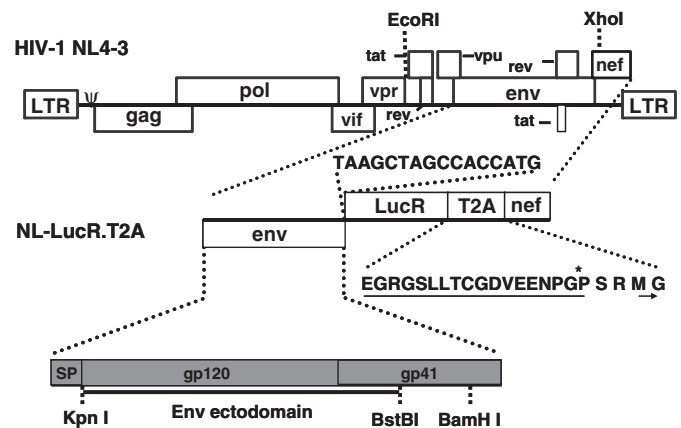 EcoRI
XhoI
HIV-1 NL4-3
tat
vpu
rev
nef
LTR
ψ
gag
pol
vif
vpr
rev
env
tat
LTR
TAAGCTAGCCACCATG
NL-LucR.T2A
env
LucR
T2A
nef
*
EGRGSLLTCGDVEENPGP S R M G
SP
gp120
gp41
Kpn I
Env ectodomain
BstBI
BamH I